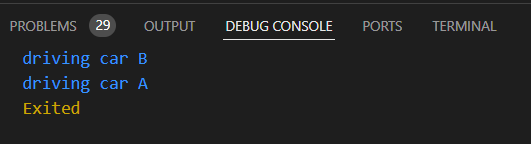 PROBLEMS 29 OUTPUT DEBUG CONSOLE PORTS TERMINAL
driving car B
driving car A
Exited